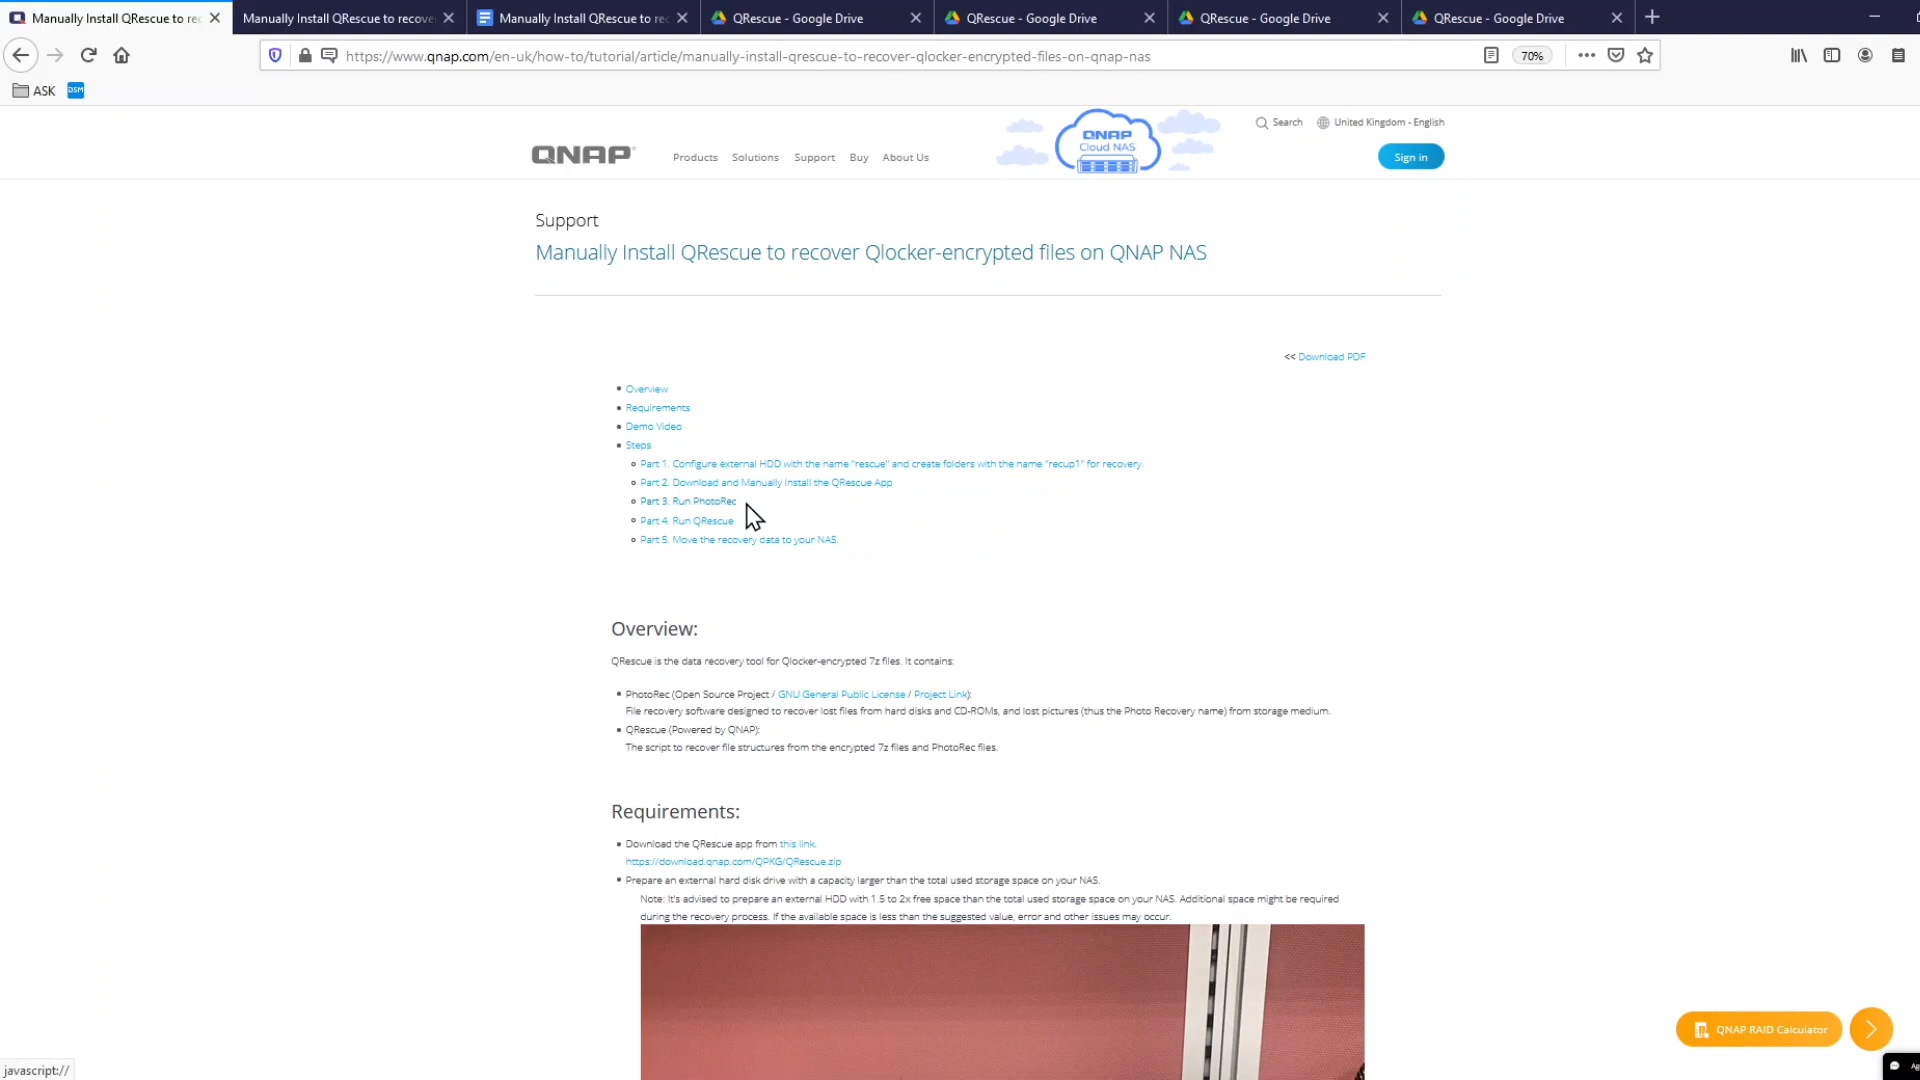 Manually Install QRescue to re
Manually Install QRescue to recove
Manually Install QRescue to re
QRescue - Google Drive
QRescue - Google Drive
QRescue - Google Drive
QRescue - Google Drive
https://www.qnap.com/en-uk/how-to/tutorial/article/manually-install-qrescue-to-recover-qlocker-encrypted-files-on-qnap-nas
70%
ASK
DSM
QNAP
Cloud NAS
Search
United Kingdom - English
QNAP
Products
Solutions
Support
Buy
About Us
Sign in
Support
Manually Install QRescue to recover Qlocker-encrypted files on QNAP NAS
<< Download PDF
Overview
Requirements
Demo Video
Steps
Part 1. Configure external HDD with the name "rescue" and create folders with the name "recup1" for recovery.
Part 2. Download and Manually Install the QRescue App
Part 3. Run PhotoRec
Part 4. Run QRescue
Part 5. Move the recovery data to your NAS.
Overview:
QRescue is the data recovery tool for Qlocker-encrypted 7z files. It contains:
PhotoRec (Open Source Project / GNU General Public License / Project Link):
File recovery software designed to recover lost files from hard disks and CD-ROMs, and lost pictures (thus the Photo Recovery name) from storage medium.
QRescue (Powered by QNAP):
The script to recover file structures from the encrypted 7z files and PhotoRec files.
Requirements:
Download the QRescue app from this link.
https://download.qnap.com/QPKG/QRescue.zip
Prepare an external hard disk drive with a capacity larger than the total used storage space on your NAS.
Note: It's advised to prepare an external HDD with 1.5 to 2x free space than the total used storage space on your NAS. Additional space might be required
during the recovery process. If the available space is less than the suggested value, error and other issues may occur.
QNAP RAID Calculator
javascript://